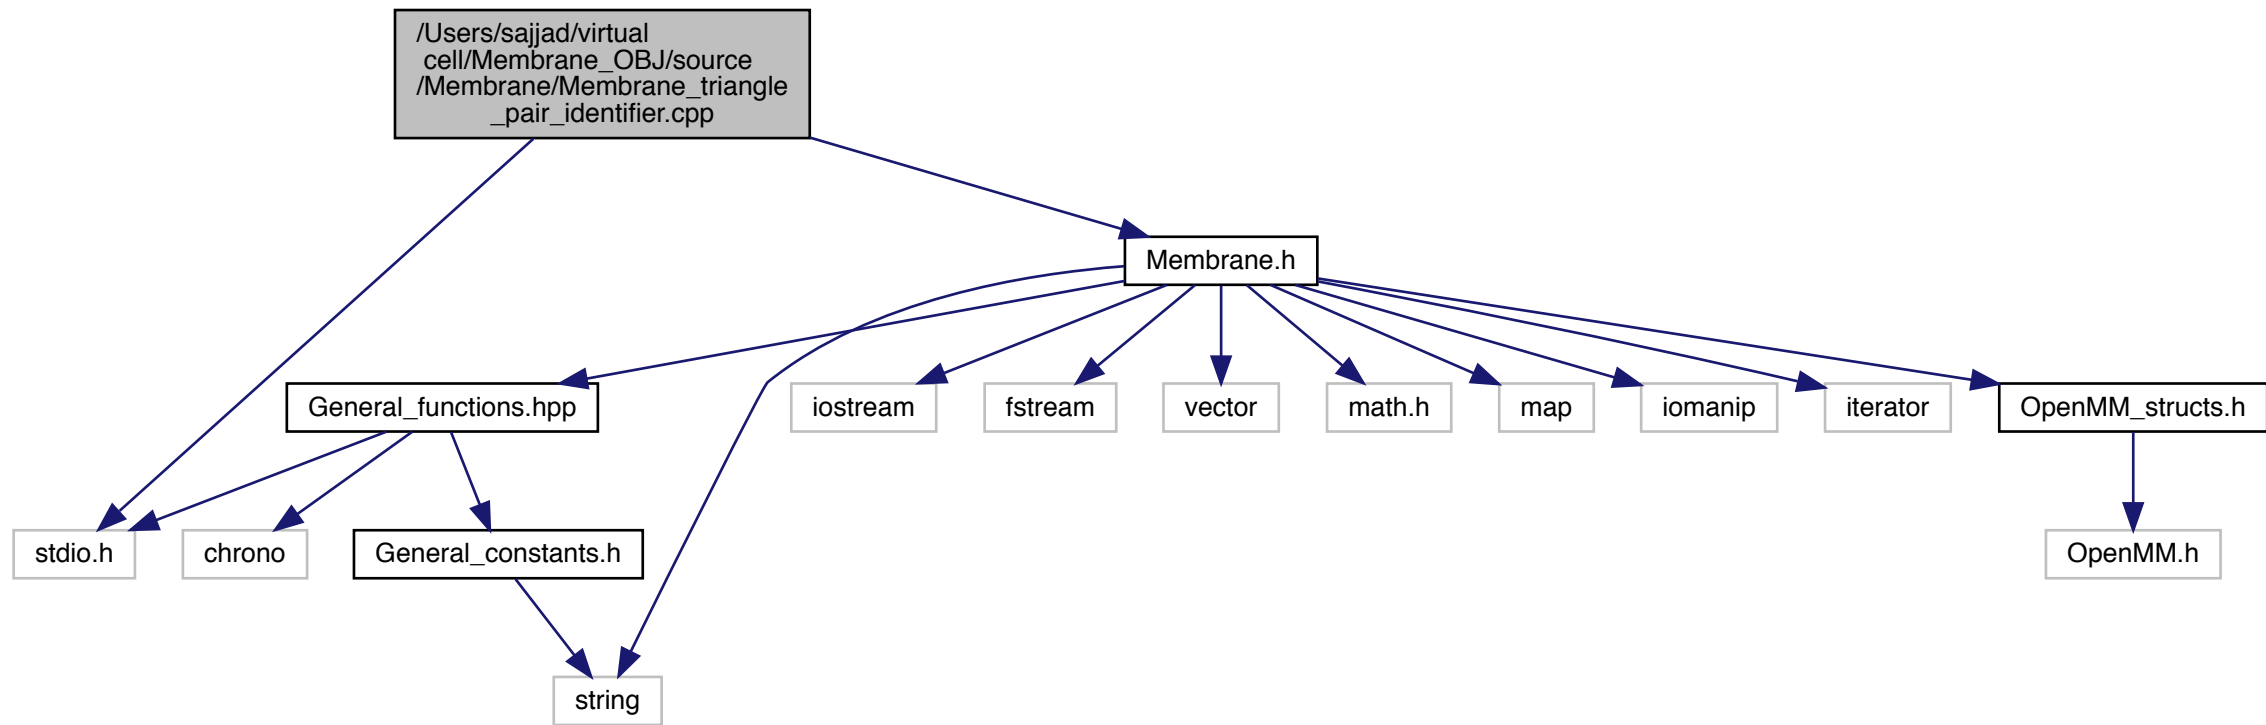 /Users/sajjad/virtual
cell/Membrane_OBJ/source
/Membrane/Membrane_triangle
_pair_identifier.cpp
Membrane.h
General_functions.hpp
iostream
fstream
vector
math.h
map
iomanip
iterator
OpenMM_structs.h
stdio.h
chrono
General_constants.h
OpenMM.h
string